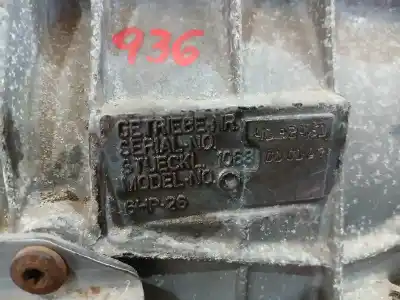 936
GETRIEBE-NR.
SERIAL-NO.
STUECKL. 1068
MODEL-NO.
6HP-26